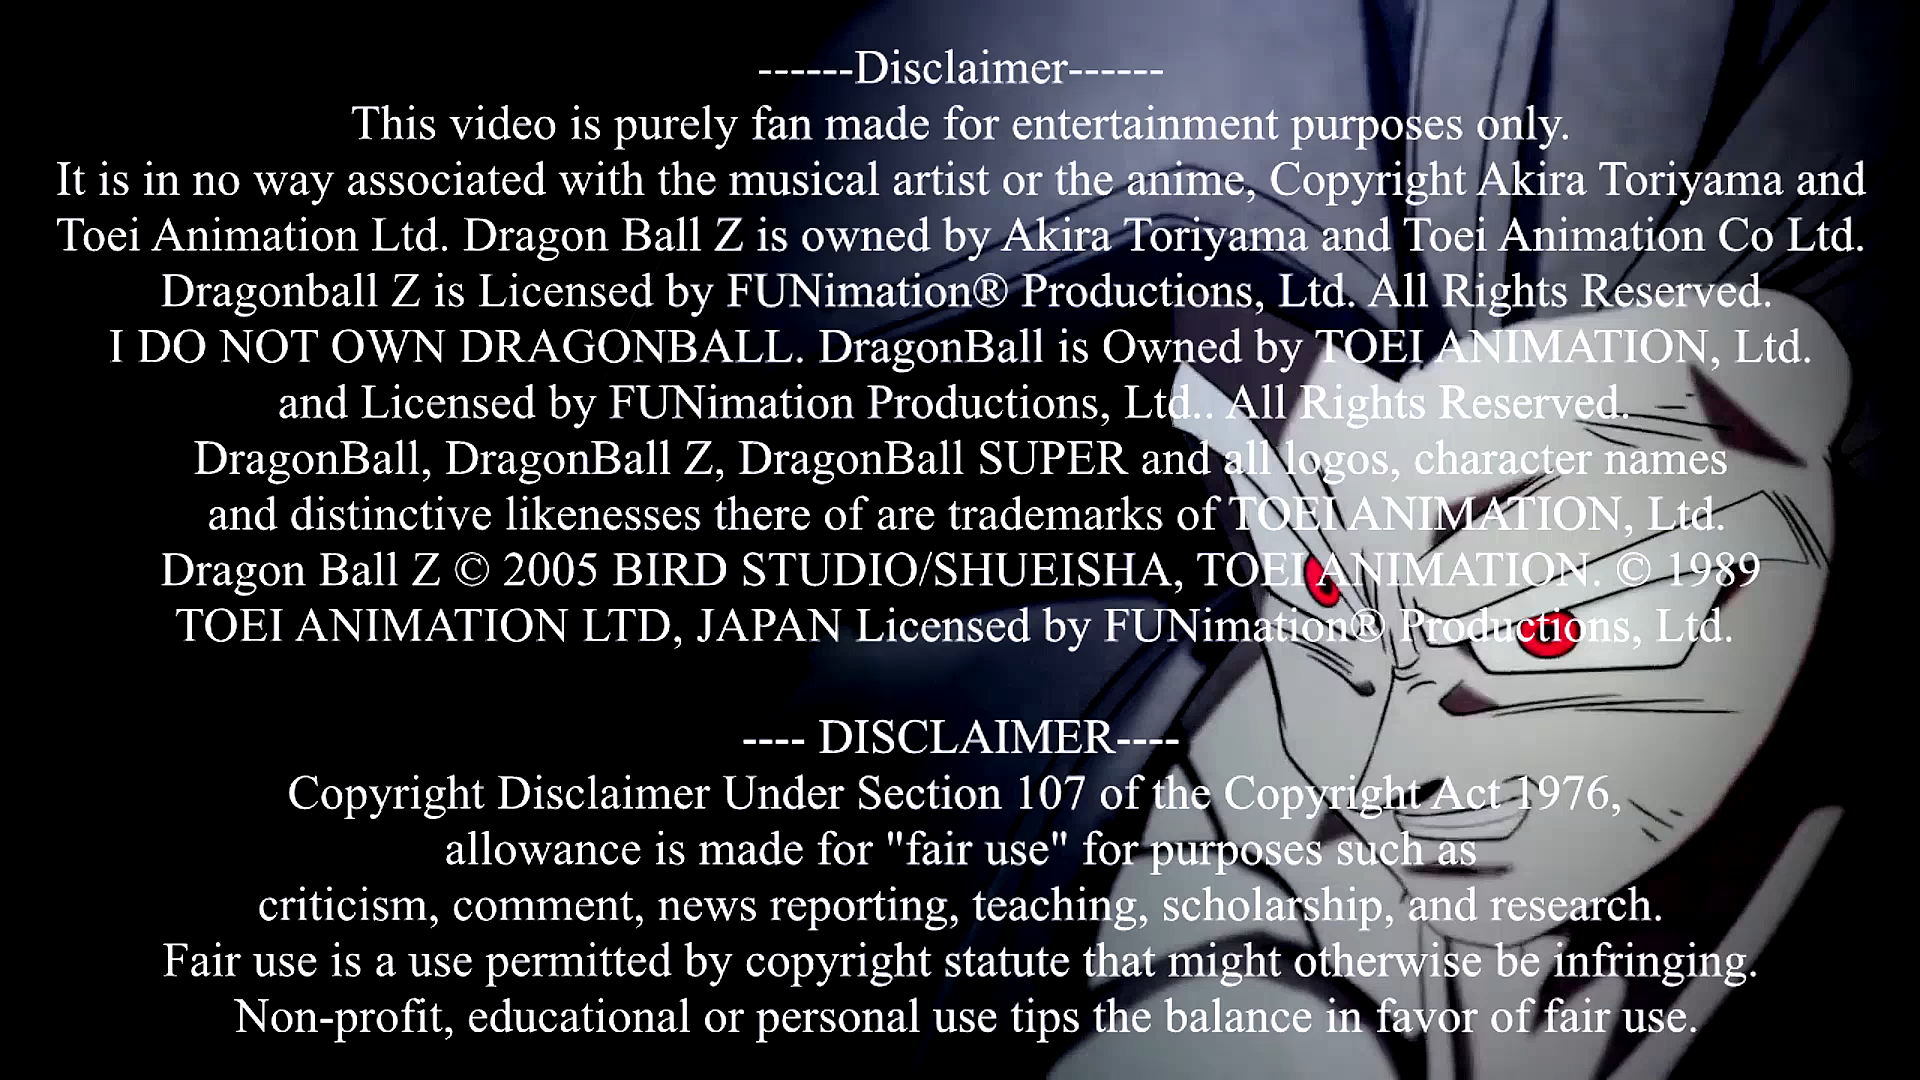 ------Disclaimer------
This video is purely fan made for entertainment purposes only.
It is in no way associated with the musical artist or the anime, Copyright Akira Toriyama and
Toei Animation Ltd. Dragon Ball Z is owned by Akira Toriyama and Toei Animation Co Ltd.
Dragonball Z is Licensed by FUNimation® Productions, Ltd. All Rights Reserved.
I DO NOT OWN DRAGONBALL. DragonBall is Owned by TOEI ANIMATION, Ltd.
and Licensed by FUNimation Productions, Ltd.. All Rights Reserved.
DragonBall, DragonBall Z, DragonBall SUPER and all logos, character names
and distinctive likenesses there of are trademarks of TOEI ANIMATION, Ltd.
Dragon Ball Z © 2005 BIRD STUDIO/SHUEISHA, TOEI ANIMATION. © 1989
TOEI ANIMATION LTD, JAPAN Licensed by FUNimation® Productions, Ltd.
---- DISCLAIMER----
Copyright Disclaimer Under Section 107 of the Copyright Act 1976,
allowance is made for "fair use" for purposes such as
criticism, comment, news reporting, teaching, scholarship, and research.
Fair use is a use permitted by copyright statute that might otherwise be infringing.
Non-profit, educational or personal use tips the balance in favor of fair use.